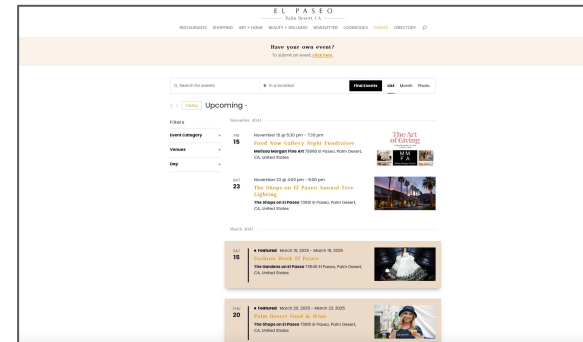 EL PASEO
Palm Desert, CA
RESTAURANTS SHOPPING ART + HOME BEAUTY + WELLNESS NEWSLETTER LOOKBOOKS EVENTS DIRECTORY
Have your own event?
To submit an event, click here.
Search for events In a location Find Events List Month Photo
Today Upcoming
Filters
Event Category +
Venues +
Day +
November 2024
FRI
15
November 15 @ 5:30 pm - 7:30 pm
Food Now Gallery Night Fundraiser
Melissa Morgan Fine Art 73660 El Paseo, Palm Desert,
CA, United States
The Art
of Giving
MM
FA
SAT
23
November 23 @ 4:00 pm - 6:00 pm
The Shops on El Paseo Annual Tree
Lighting
The Shops on El Paseo 73061 El Paseo, Palm Desert,
CA, United States
March 2025
SAT
15
Featured March 15, 2025 - March 19, 2025
Fashion Week El Paseo
The Gardens on El Paseo 73545 El Paseo, Palm Desert,
CA, United States
THU
20
Featured March 20, 2025 - March 23, 2025
Palm Desert Food & Wine
The Shops on El Paseo 73061 El Paseo, Palm Desert,
CA, United States